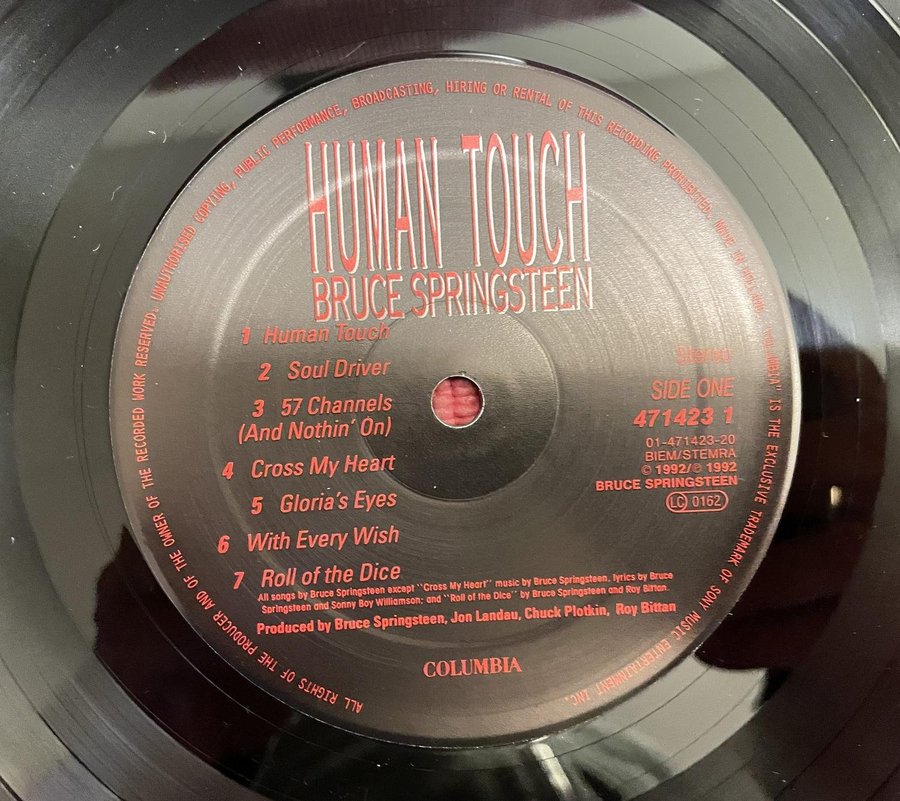 ALL RIGHTS OF THE PRODUCER AND OF THE OWNER OF THE RECORDED WORK RESERVED. UNAUTHORISED COPYING, PUBLIC PERFORMANCE, BROADCASTING, HIRING OR RENTAL OF THIS RECORDING PROHIBITED. MADE IN HOLLAND. "COLUMBIA" IS THE EXCLUSIVE TRADEMARK OF SONY MUSIC ENTERTAINMENT INC.
HUMAN TOUCH
BRUCE SPRINGSTEEN
1 Human Touch
2 Soul Driver
3 57 Channels
(And Nothin' On)
4 Cross My Heart
5 Gloria's Eyes
6 With Every Wish
7 Roll of the Dice
Stereo
SIDE ONE
471423 1
01-471423-20
BIEM/STEMRA
© 1992/℗ 1992
BRUCE SPRINGSTEEN
LC 0162
All songs by Bruce Springsteen except "Cross My Heart" music by Bruce Springsteen, lyrics by Bruce
Springsteen and Sonny Boy Williamson; and "Roll of the Dice" by Bruce Springsteen and Roy Bittan.
Produced by Bruce Springsteen, Jon Landau, Chuck Plotkin, Roy Bittan
COLUMBIA